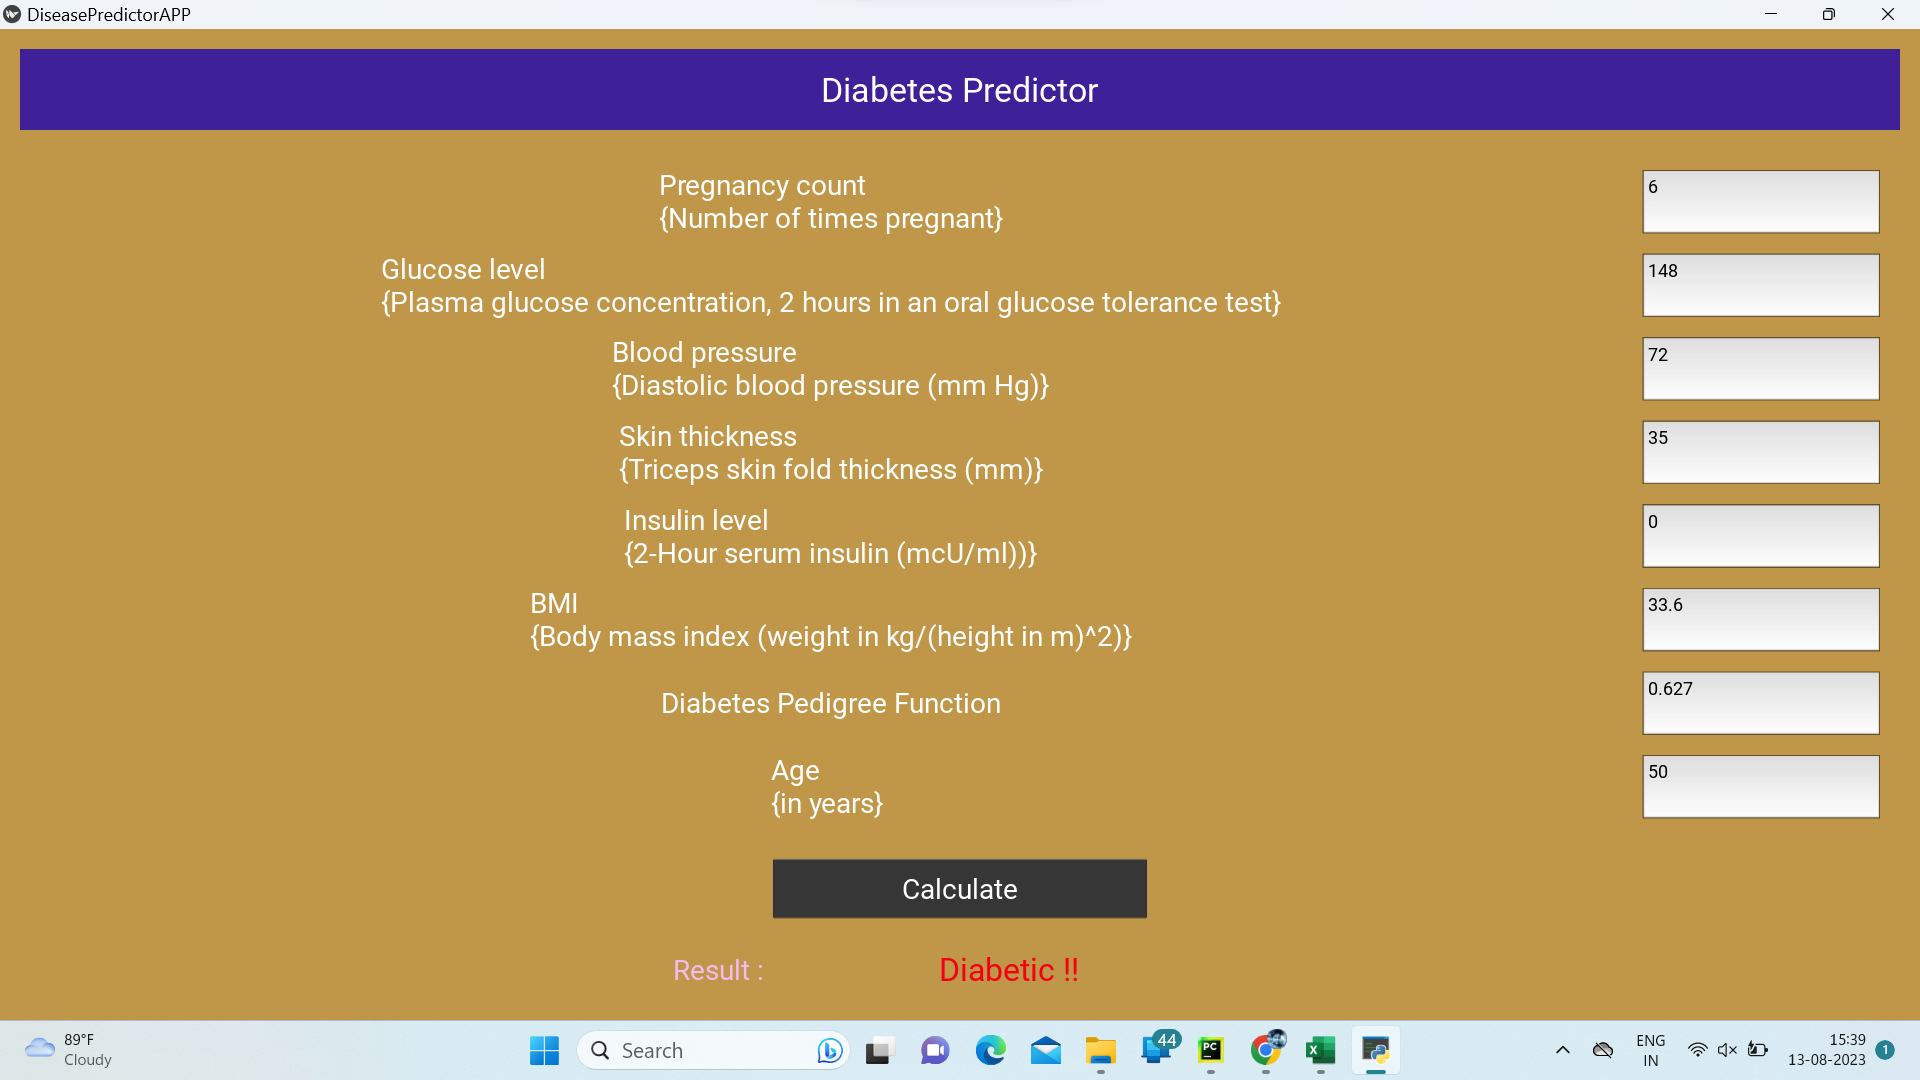 DiseasePredictorAPP
Diabetes Predictor
Pregnancy count
{Number of times pregnant}
6
Glucose level
{Plasma glucose concentration, 2 hours in an oral glucose tolerance test}
148
Blood pressure
{Diastolic blood pressure (mm Hg)}
72
Skin thickness
{Triceps skin fold thickness (mm)}
35
Insulin level
{2-Hour serum insulin (mcU/ml))}
0
BMI
{Body mass index (weight in kg/(height in m)^2)}
33.6
Diabetes Pedigree Function
0.627
Age
{in years}
50
Calculate
Result :
Diabetic !!
89°F
Cloudy
Search
44
PC
X
ENG
IN
15:39
13-08-2023
1